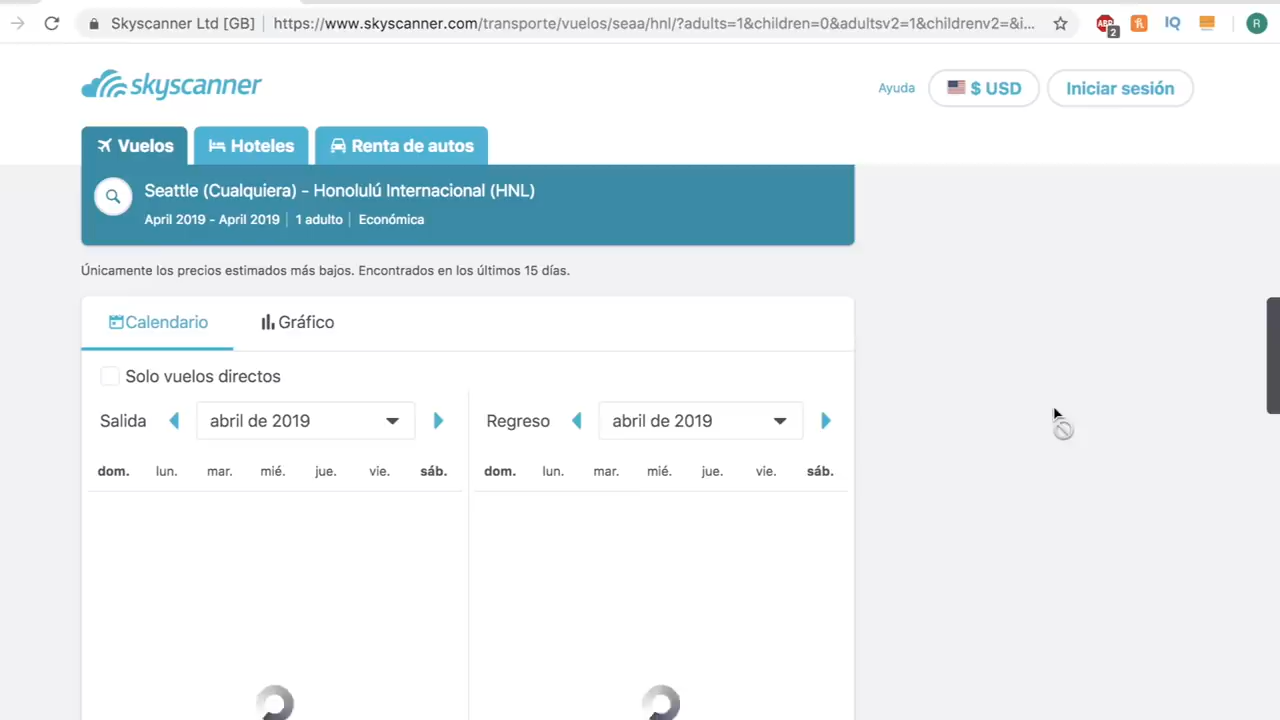 Skyscanner Ltd [GB] https://www.skyscanner.com/transporte/vuelos/seaa/hnl/?adults=1&children=0&adultsv2=1&childrenv2=&i... ABP 2 IQ R
skyscanner
Ayuda $ USD Iniciar sesión
Vuelos Hoteles Renta de autos
Seattle (Cualquiera) - Honolulú Internacional (HNL)
April 2019 - April 2019 | 1 adulto | Económica
Únicamente los precios estimados más bajos. Encontrados en los últimos 15 días.
Calendario Gráfico
Solo vuelos directos
Salida abril de 2019 Regreso abril de 2019
dom. lun. mar. mié. jue. vie. sáb. dom. lun. mar. mié. jue. vie. sáb.